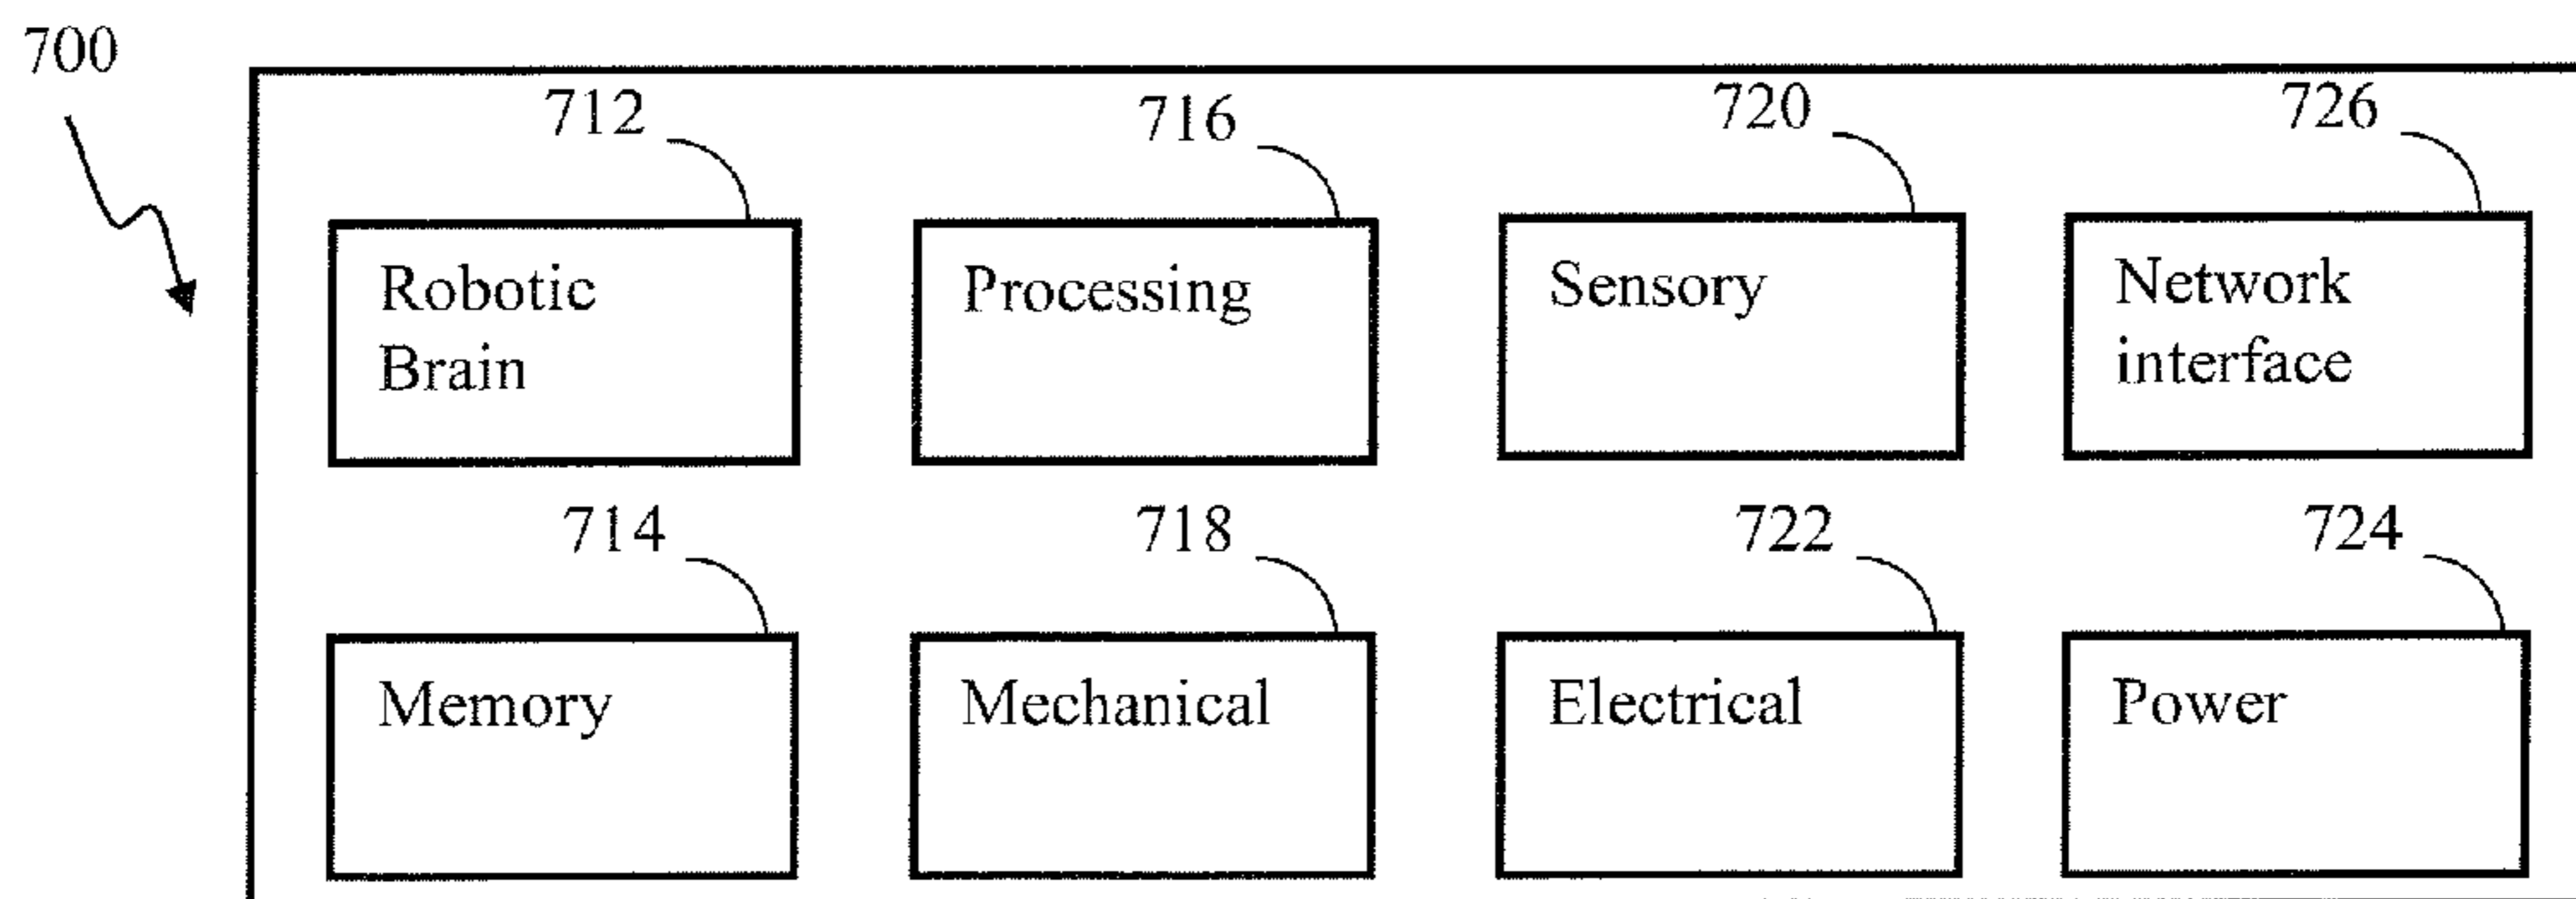 700
712
716
720
726
Robotic
Brain
Processing
Sensory
Network
interface
714
718
722
724
Memory
Mechanical
Electrical
Power